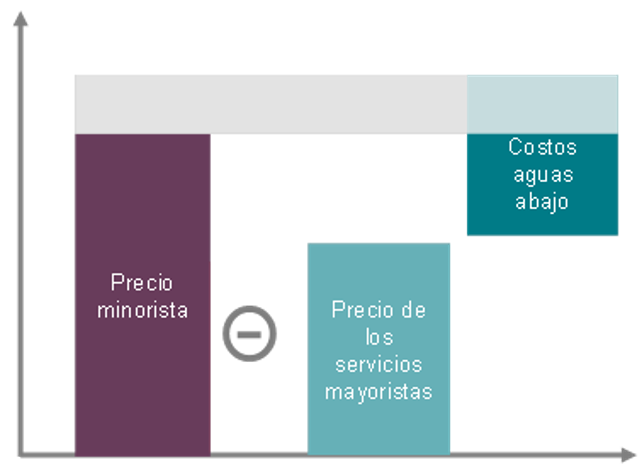 Precio
minorista
Precio de
los
servicios
mayoristas
Costos
aguas
abajo